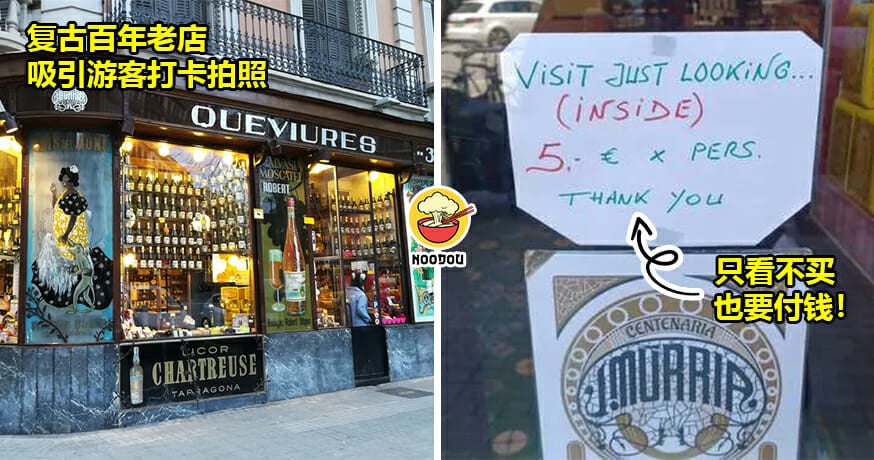 复古百年老店
吸引游客打卡拍照
MURRIA
QUEVIURES
MOSCATEL
ROBERT
LICOR
CHARTREUSE
TARRAGONA
NOODOU
VISIT JUST LOOKING...
(INSIDE)
5.- € x PERS.
THANK YOU
只看不买
也要付钱!
CENTENARIA
J.MÚRRIA